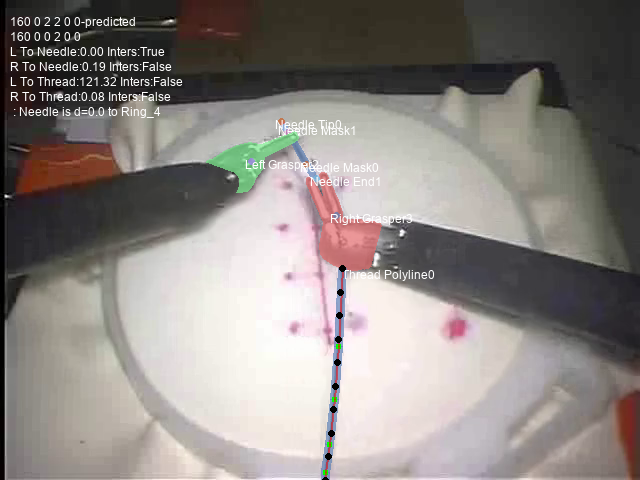 160 0 2 2 0 0-predicted
160 0 0 2 0 0
L To Needle:0.00 Inters:True
R To Needle:0.19 Inters:False
L To Thread:121.32 Inters:False
R To Thread:0.08 Inters:False
: Needle is d=0.0 to Ring_4
Needle Tip0
Needle Mask1
Left Grasper2
Needle Mask0
Needle End1
Right Grasper3
Thread Polyline0